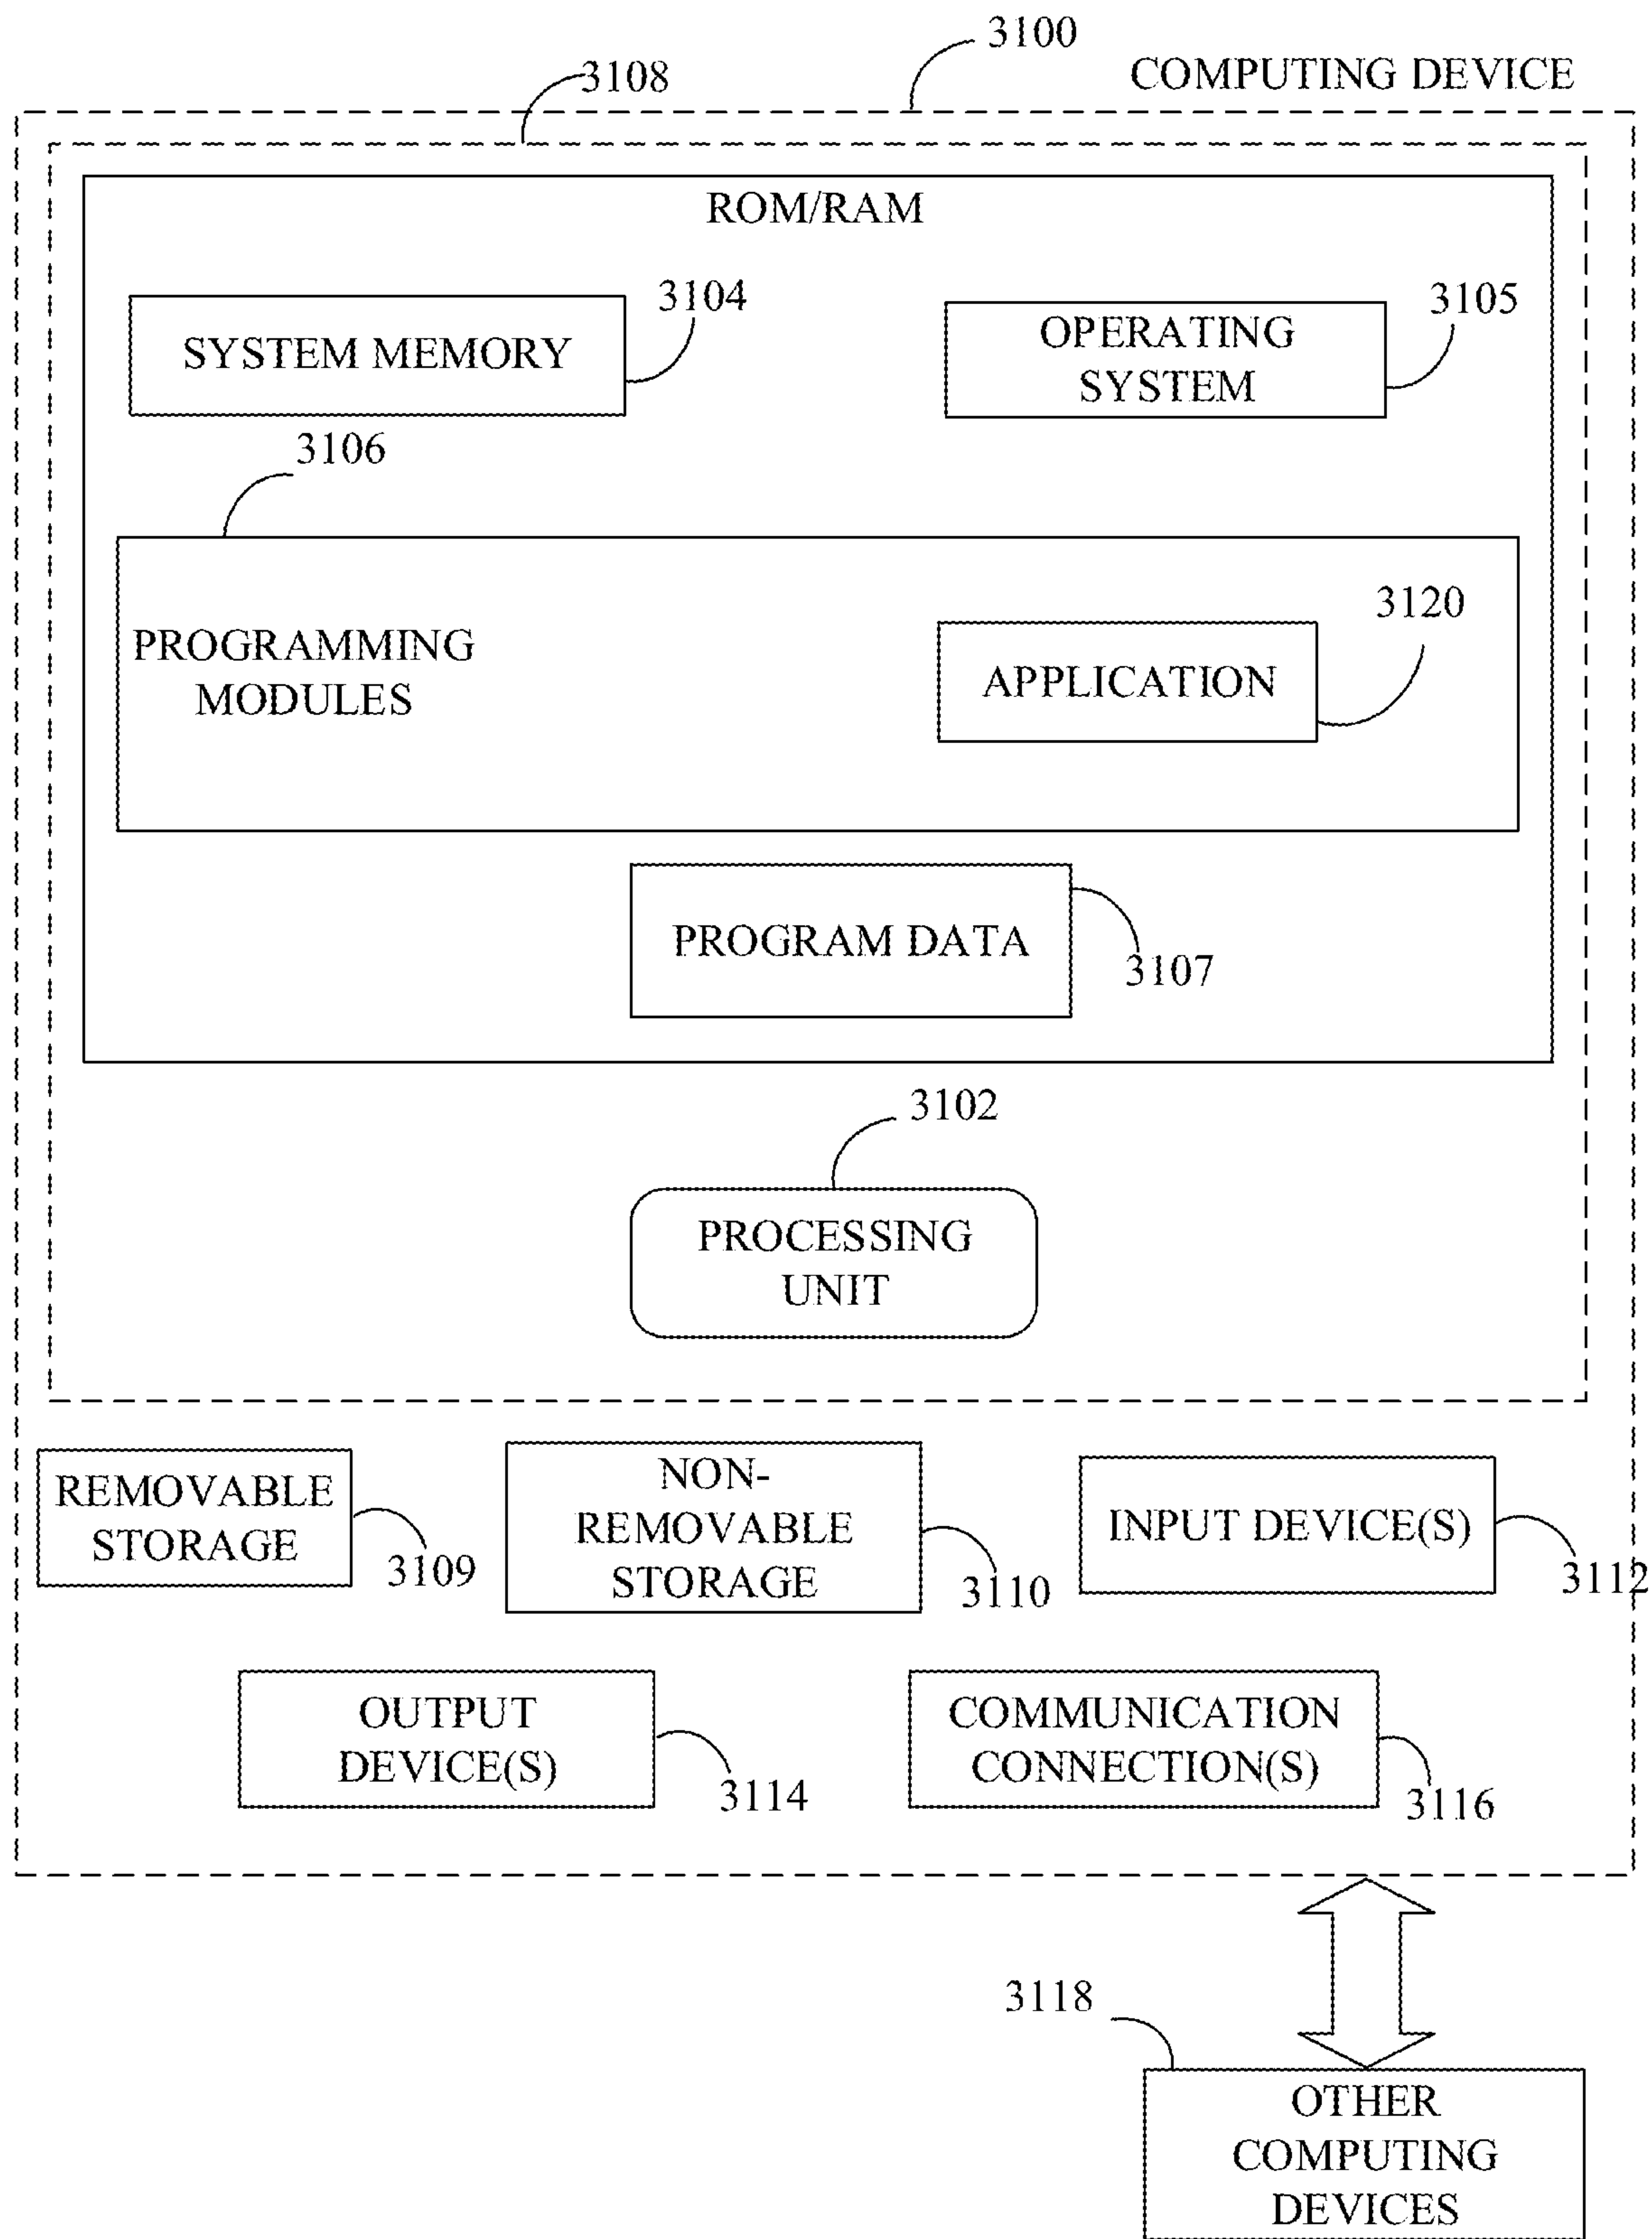 3100
3108
COMPUTING DEVICE
ROM/RAM
3104
3105
SYSTEM MEMORY
OPERATING
SYSTEM
3106
3120
PROGRAMMING
MODULES
APPLICATION
PROGRAM DATA
3107
3102
PROCESSING
UNIT
REMOVABLE
STORAGE
3109
NON-
REMOVABLE
STORAGE
3110
INPUT DEVICE(S)
3112
OUTPUT
DEVICE(S)
3114
COMMUNICATION
CONNECTION(S)
3116
3118
OTHER
COMPUTING
DEVICES